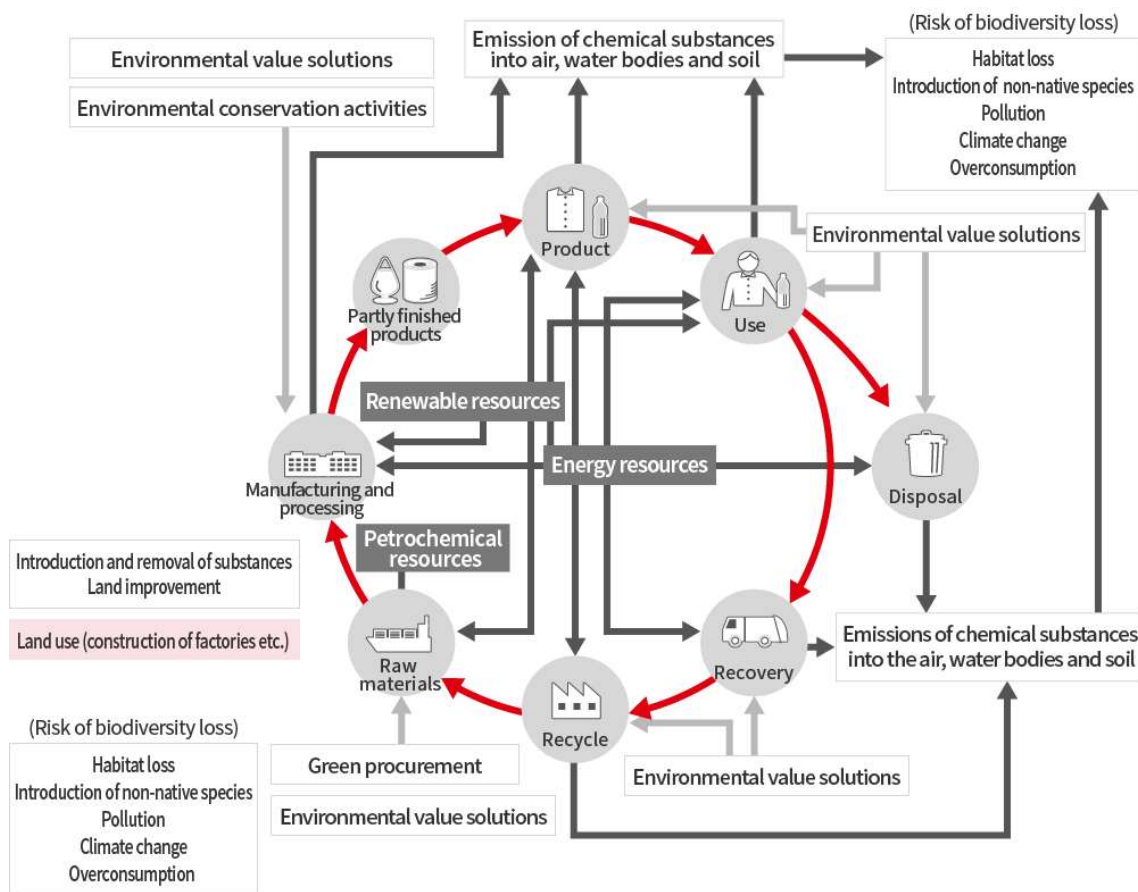 Environmental value solutions
Environmental conservation activities
Emission of chemical substances
into air, water bodies and soil
(Risk of biodiversity loss)
Habitat loss
Introduction of non-native species
Pollution
Climate change
Overconsumption
Product
Environmental value solutions
Partly finished
products
Use
Renewable resources
Energy resources
Manufacturing and
processing
Disposal
Petrochemical
resources
Introduction and removal of substances
Land improvement
Land use (construction of factories etc.)
Raw
materials
Recovery
Emissions of chemical substances
into the air, water bodies and soil
Recycle
(Risk of biodiversity loss)
Habitat loss
Introduction of non-native species
Pollution
Climate change
Overconsumption
Green procurement
Environmental value solutions
Environmental value solutions